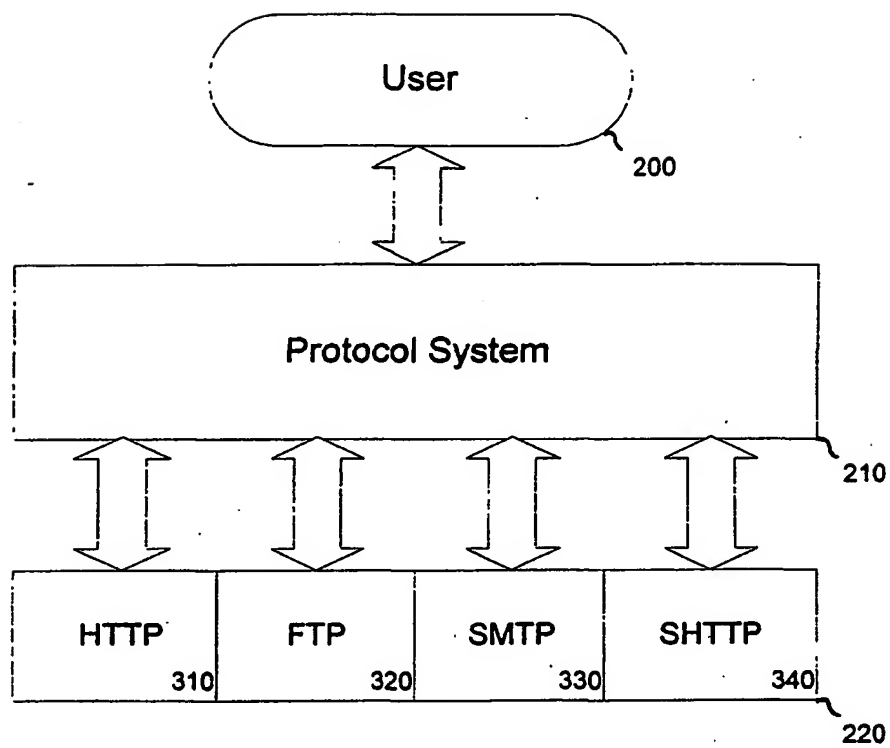 User
200
Protocol System
210
HTTP
310
FTP
320
SMTP
330
SHTTP
340
220